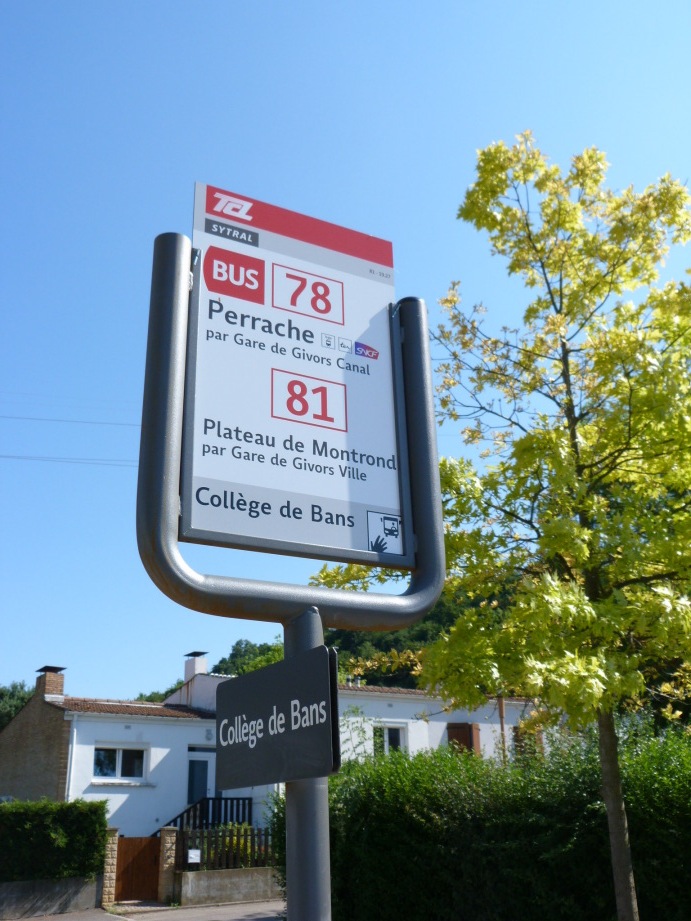 TCL
SYTRAL
BUS 78
Perrache SNCF
par Gare de Givors Canal
81
Plateau de Montrond
par Gare de Givors Ville
Collège de Bans
Collège de Bans